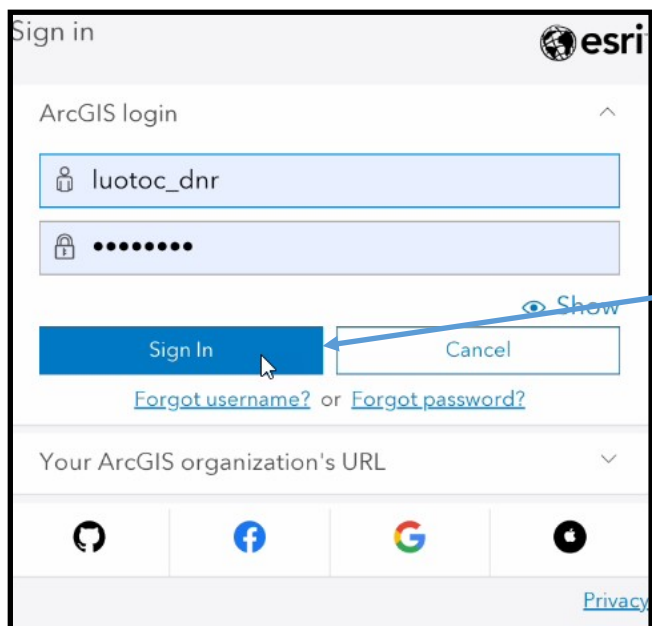 Sign in
esri
ArcGIS login
luotoc_dnr
••••••••
Show
Sign In
Cancel
Forgot username? or Forgot password?
Your ArcGIS organization's URL
Privacy